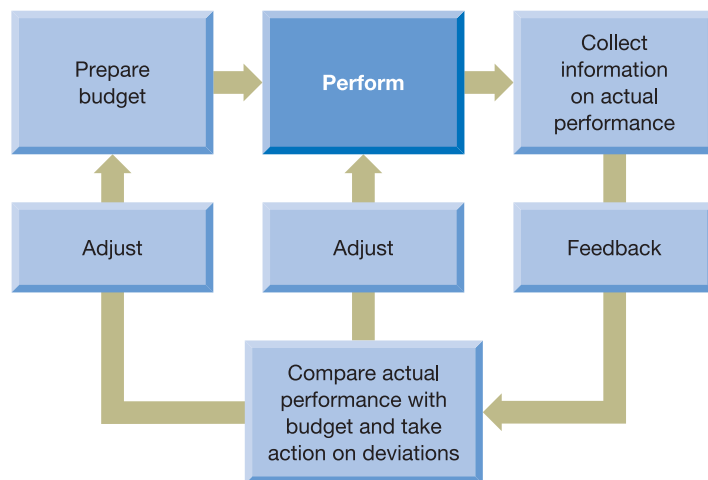 Prepare
budget
Perform
Collect
information
on actual
performance
Adjust
Adjust
Feedback
Compare actual
performance with
budget and take
action on deviations